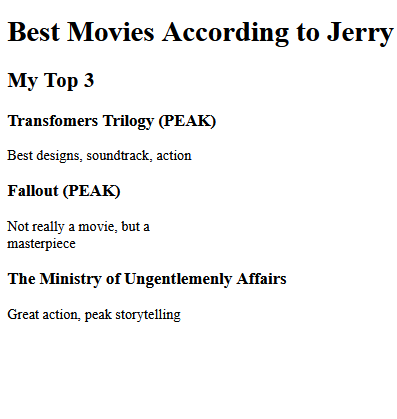 Best Movies According to Jerry
My Top 3
Transfomers Trilogy (PEAK)
Best designs, soundtrack, action
Fallout (PEAK)
Not really a movie, but a
masterpiece
The Ministry of Ungentlemenly Affairs
Great action, peak storytelling